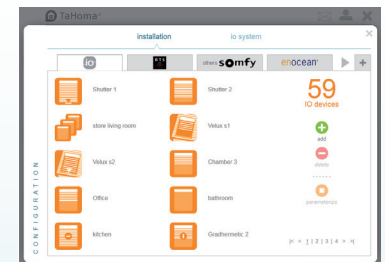 TaHoma
installation
io system
io
RTS
others somfy
enocean
Shutter 1
Shutter 2
59
IO devices
store living room
Velux s1
add
Velux s2
Chamber 3
delete
Office
bathroom
parameterize
kitchen
Gradhermetic 2
|< < 1 | 2 | 3 | 4 > >|
CONFIGURATION